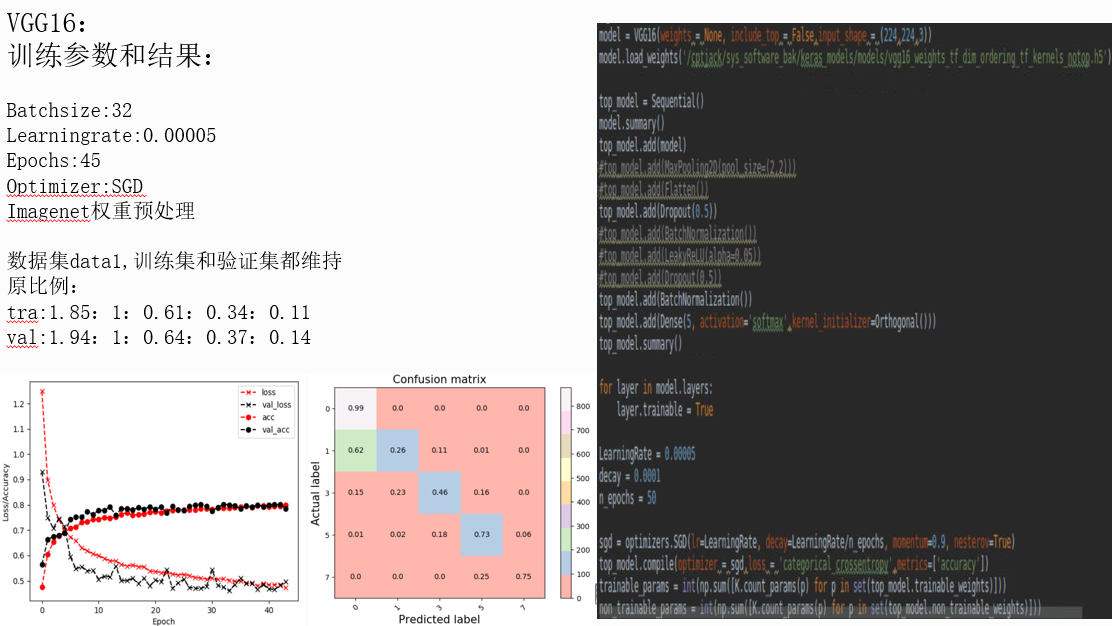 VGG16:
训练参数和结果:
Batchsize:32
Learningrate:0.00005
Epochs:45
Optimizer:SGD
Imagenet权重预处理
数据集data1,训练集和验证集都维持
原比例:
tra:1.85: 1: 0.61: 0.34: 0.11
val:1.94: 1: 0.64: 0.37: 0.14
loss
val_loss
acc
val_acc
1.2
1.1
1.0
0.9
0.8
0.7
0.6
0.5
Loss/Accuracy
0 10 20 30 40
Epoch
Confusion matrix
Actual label
0 0.99 0.0 0.0 0.0 0.0
1 0.62 0.26 0.11 0.01 0.0
3 0.15 0.23 0.46 0.16 0.0
5 0.01 0.02 0.18 0.73 0.06
7 0.0 0.0 0.0 0.25 0.75
0 1 3 5 7
Predicted label
800
700
600
500
400
300
200
100
0
model = VGG16(weights = None, include_top = False,input_shape = (224,224,3))
model.load_weights('/cptjack/sys_software_bak/keras_models/models/vgg16_weights_tf_dim_ordering_tf_kernels_notop.h5')
top_model = Sequential()
model.summary()
top_model.add(model)
#top_model.add(MaxPooling2D(pool_size=(2,2)))
#top_model.add(Flatten())
top_model.add(Dropout(0.5))
#top_model.add(BatchNormalization())
#top_model.add(LeakyReLU(alpha=0.05))
#top_model.add(Dropout(0.5))
top_model.add(BatchNormalization())
top_model.add(Dense(5, activation='softmax',kernel_initializer=Orthogonal()))
top_model.summary()
for layer in model.layers:
layer.trainable = True
LearningRate = 0.00005
decay = 0.0001
n_epochs = 50
sgd = optimizers.SGD(lr=LearningRate, decay=LearningRate/n_epochs, momentum=0.9, nesterov=True)
top_model.compile(optimizer = sgd,loss = 'categorical_crossentropy',metrics=['accuracy'])
trainable_params = int(np.sum([K.count_params(p) for p in set(top_model.trainable_weights)]))
non_trainable_params = int(np.sum([K.count_params(p) for p in set(top_model.non_trainable_weights)]))